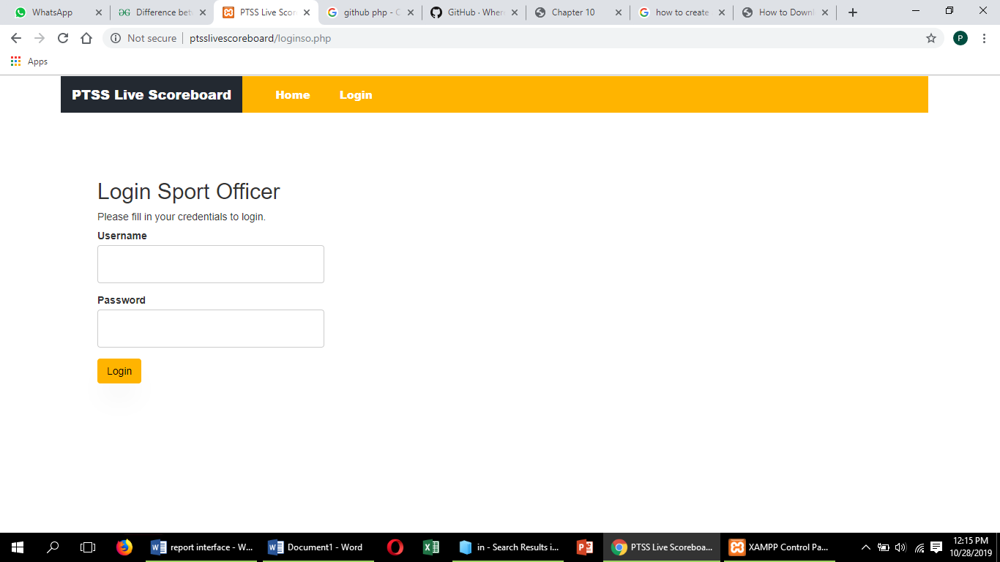 WhatsApp
Difference bet
PTSS Live Scor
github php - C
GitHub · Wher
Chapter 10
how to create
How to Downl
Not secure | ptsslivescoreboard/loginso.php
P
Apps
PTSS Live Scoreboard Home Login
Login Sport Officer
Please fill in your credentials to login.
Username
Password
Login
report interface - W...
Document1 - Word
in - Search Results i...
PTSS Live Scoreboa...
XAMPP Control Pa...
12:15 PM
10/28/2019